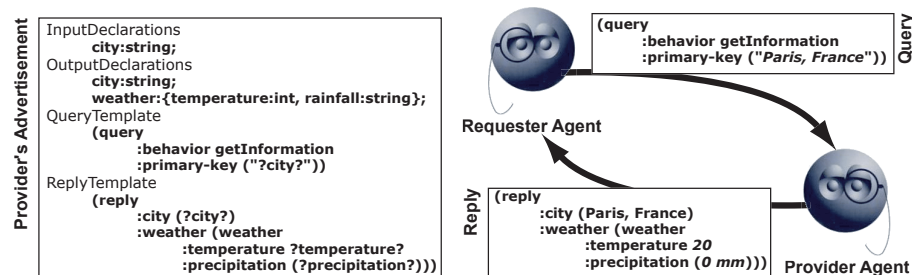 Provider's Advertisement
InputDeclarations
city:string;
OutputDeclarations
city:string;
weather:{temperature:int, rainfall:string};
QueryTemplate
(query
:behavior getInformation
:primary-key ("?city?"))
ReplyTemplate
(reply
:city (?city?)
:weather (weather
:temperature ?temperature?
:precipitation (?precipitation?)))
(query
:behavior getInformation
:primary-key ("Paris, France"))
Query
Requester Agent
Reply
(reply
:city (Paris, France)
:weather (weather
:temperature 20
:precipitation (0 mm)))
Provider Agent